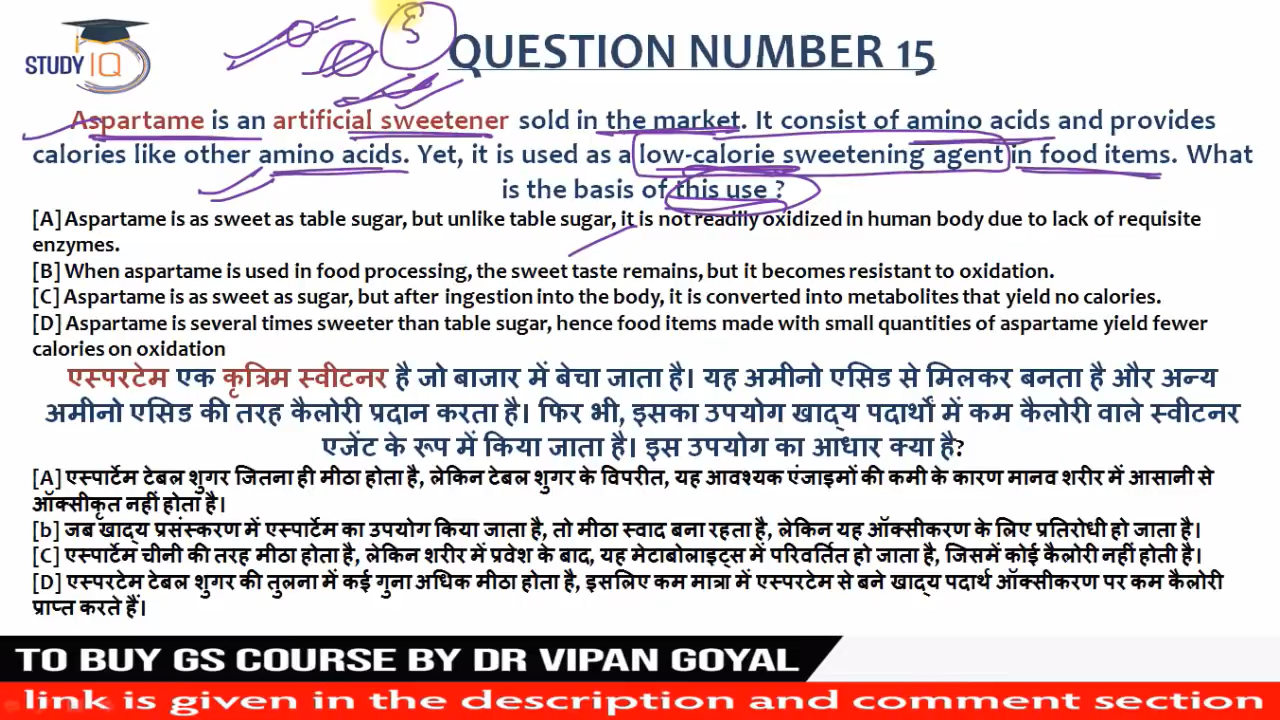 STUDY IQ
QUESTION NUMBER 15
Aspartame is an artificial sweetener sold in the market. It consist of amino acids and provides
calories like other amino acids. Yet, it is used as a low-calorie sweetening agent in food items. What
is the basis of this use ?
[A] Aspartame is as sweet as table sugar, but unlike table sugar, it is not readily oxidized in human body due to lack of requisite
enzymes.
[B] When aspartame is used in food processing, the sweet taste remains, but it becomes resistant to oxidation.
[C] Aspartame is as sweet as sugar, but after ingestion into the body, it is converted into metabolites that yield no calories.
[D] Aspartame is several times sweeter than table sugar, hence food items made with small quantities of aspartame yield fewer
calories on oxidation
एस्परटेम एक कृत्रिम स्वीटनर है जो बाजार में बेचा जाता है। यह अमीनो एसिड से मिलकर बनता है और अन्य
अमीनो एसिड की तरह कैलोरी प्रदान करता है। फिर भी, इसका उपयोग खाद्य पदार्थों में कम कैलोरी वाले स्वीटनर
एजेंट के रूप में किया जाता है। इस उपयोग का आधार क्या है?
[A] एस्पार्टेम टेबल शुगर जितना ही मीठा होता है, लेकिन टेबल शुगर के विपरीत, यह आवश्यक एंजाइमों की कमी के कारण मानव शरीर में आसानी से
ऑक्सीकृत नहीं होता है।
[b] जब खाद्य प्रसंस्करण में एस्पार्टेम का उपयोग किया जाता है, तो मीठा स्वाद बना रहता है, लेकिन यह ऑक्सीकरण के लिए प्रतिरोधी हो जाता है।
[C] एस्पार्टेम चीनी की तरह मीठा होता है, लेकिन शरीर में प्रवेश के बाद, यह मेटाबोलाइट्स में परिवर्तित हो जाता है, जिसमें कोई कैलोरी नहीं होती है।
[D] एस्परटेम टेबल शुगर की तुलना में कई गुना अधिक मीठा होता है, इसलिए कम मात्रा में एस्परटेम से बने खाद्य पदार्थ ऑक्सीकरण पर कम कैलोरी
प्राप्त करते हैं।
TO BUY GS COURSE BY DR VIPAN GOYAL
link is given in the description and comment section